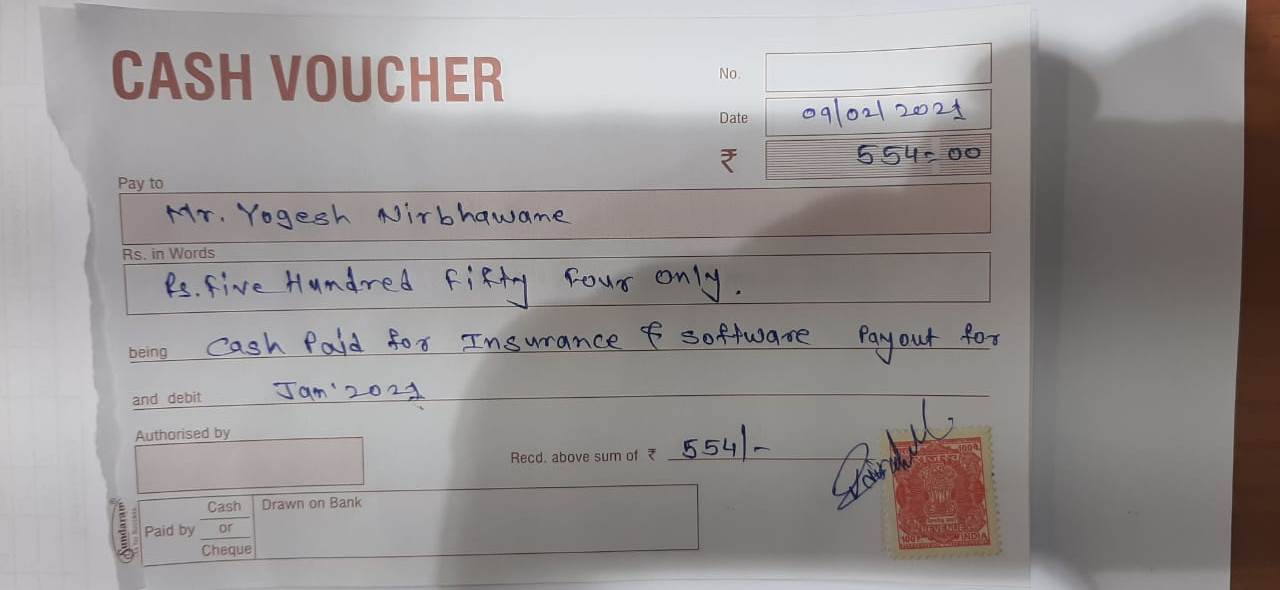 CASH VOUCHER
No.
Date 09/02/2021
₹ 554=00
Pay to
Mr. Yogesh Nirbhawane
Rs. in Words
Rs. Five Hundred Fifty Four only.
being Cash Paid for Insurance & Software Payout for
and debit Jan'2021
Authorised by
Recd. above sum of ₹ 554/-
Paid by Cash or Cheque
Drawn on Bank
Sundaram
REVENUE
INDIA